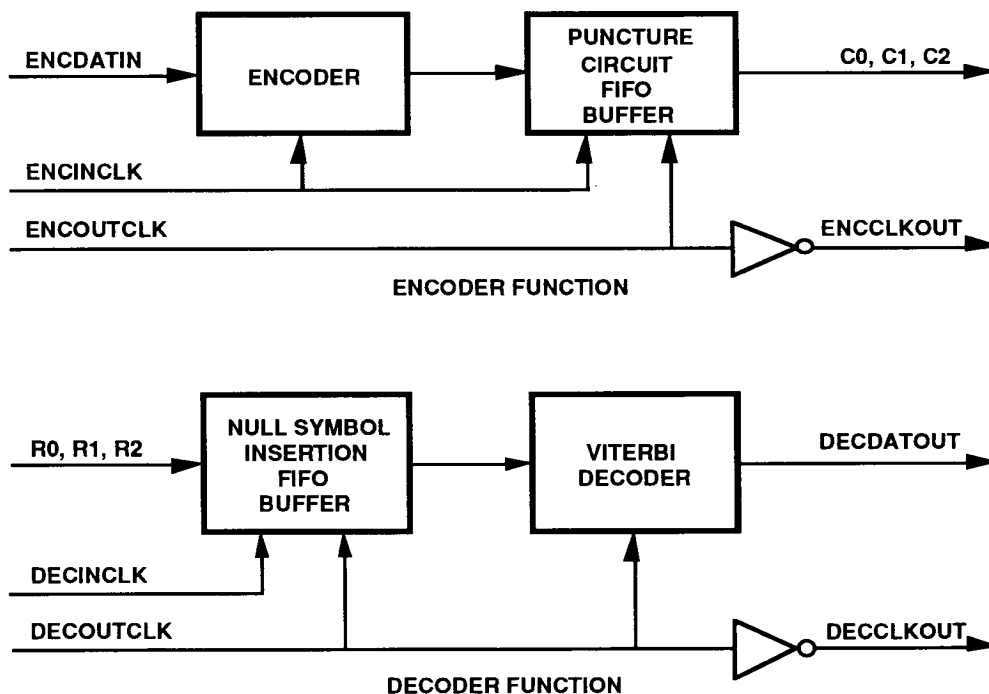 ENCDATIN
ENCODER
PUNCTURE
CIRCUIT
FIFO
BUFFER
C0, C1, C2
ENCINCLK
ENCOUTCLK
ENCCLKOUT
ENCODER FUNCTION
R0, R1, R2
NULL SYMBOL
INSERTION
FIFO
BUFFER
VITERBI
DECODER
DECDATOUT
DECINCLK
DECOUTCLK
DECCLKOUT
DECODER FUNCTION